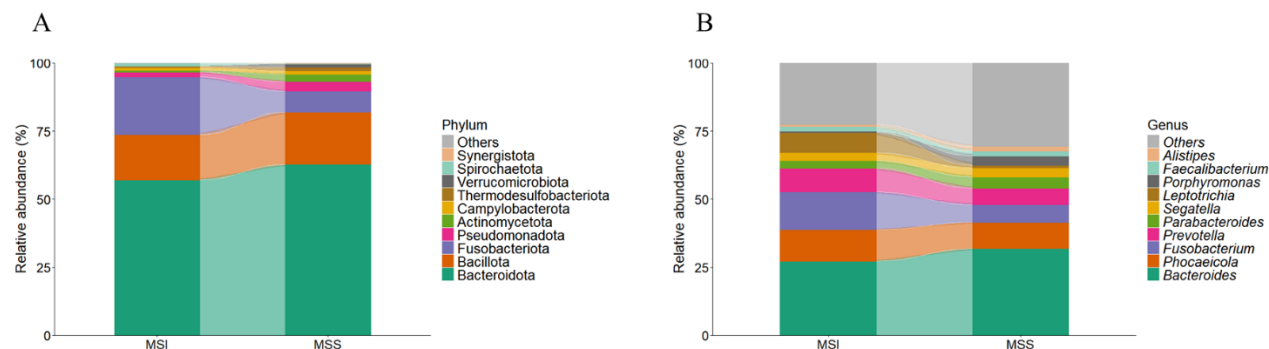 A
Relative abundance (%)
100
75
50
25
0
MSI
MSS
Phylum
Others
Synergistota
Spirochaetota
Verrucomicrobiota
Thermodesulfobacteriota
Campylobacterota
Actinomycetota
Pseudomonadota
Fusobacteriota
Bacillota
Bacteroidota
B
Relative abundance (%)
100
75
50
25
0
MSI
MSS
Genus
Others
Alistipes
Faecalibacterium
Porphyromonas
Leptotrichia
Segatella
Parabacteroides
Prevotella
Fusobacterium
Phocaeicola
Bacteroides